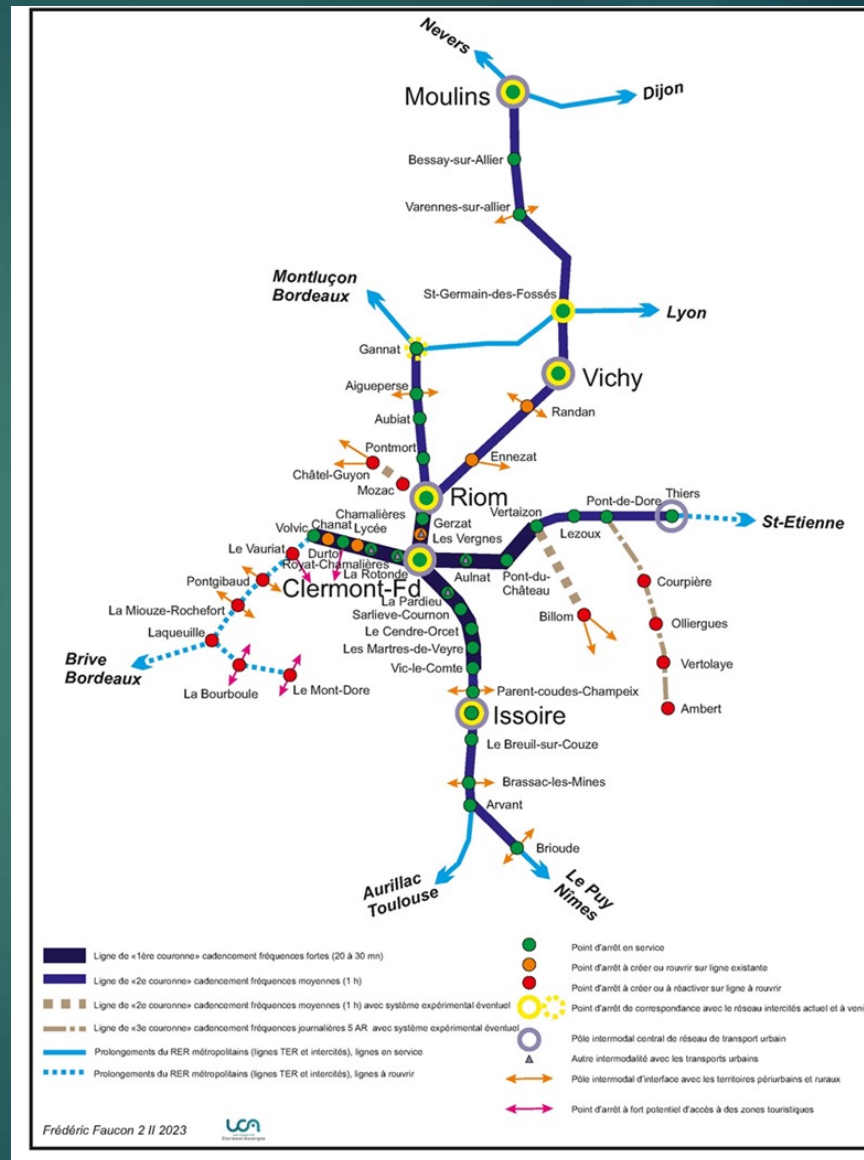 Nevers
Moulins
Dijon
Bessay-sur-Allier
Varennes-sur-allier
Montluçon
Bordeaux
St-Germain-des-Fossés
Lyon
Gannat
Vichy
Aigueperse
Randan
Aubiat
Pontmort
Ennezat
Châtel-Guyon
Mozac
Riom
Chamalières
Gerzat
Vertaizon
Pont-de-Dore
Thiers
Volvic
Chanat
Lycée
Les Vergnes
Lezoux
St-Etienne
Le Vauriat
Durtol
Royat-Chamalières
La Rotonde
Clermont-Fd
Aulnat
Pont-du-
Château
Pontgibaud
Courpière
La Pardieu
La Miouze-Rochefort
Sarlieve-Cournon
Billom
Olliergues
Laqueuille
Le Cendre-Orcet
Les Martres-de-Veyre
Vertolaye
Brive
Bordeaux
Vic-le-Comte
La Bourboule
Le Mont-Dore
Parent-coudes-Champeix
Ambert
Issoire
Le Breuil-sur-Couze
Brassac-les-Mines
Arvant
Brioude
Aurillac
Toulouse
Le Puy
Nîmes
Ligne de «1ère couronne» cadencement fréquences fortes (20 à 30 mn)
Ligne de «2e couronne» cadencement fréquences moyennes (1 h)
Ligne de «2e couronne» fréquences moyennes (1 h) avec système expérimental éventuel
Ligne de «3e couronne» cadencement fréquences journalières 5 AR avec système expérimental éventuel
Prolongements du RER métropolitains (lignes TER et intercités), lignes en service
Prolongements du RER métropolitains (lignes TER et intercités), lignes à rouvrir
Point d'arrêt en service
Point d'arrêt à créer ou rouvrir sur ligne existante
Point d'arrêt à créer ou à réactiver sur ligne à rouvrir
Point d'arrêt de correspondance avec le réseau intercités actuel et à veni
Pôle intermodal central de réseau de transport urbain
Autre intermodalité avec les transports urbains
Pôle intermodal d'interface avec les territoires périurbains et ruraux
Point d'arrêt à fort potentiel d'accès à des zones touristiques
Frédéric Faucon 2 II 2023
UCA